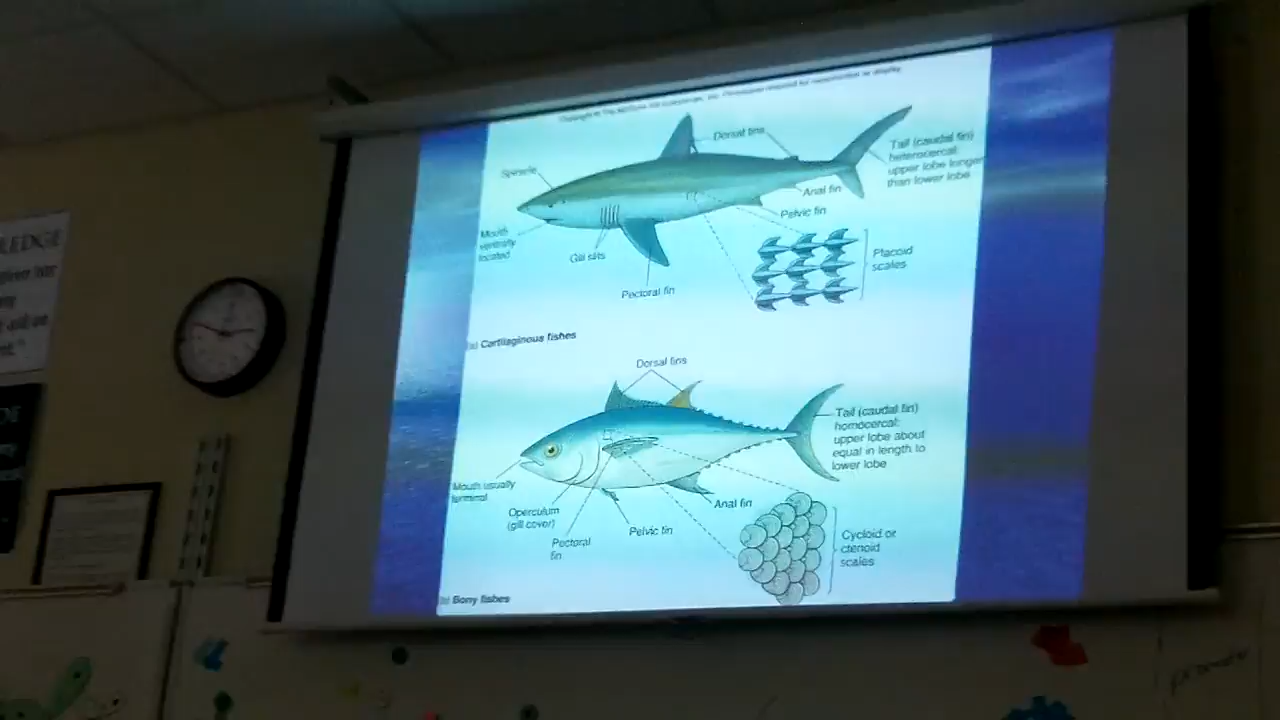 Dorsal fins
Tail (caudal fin)
heterocercal:
upper lobe longer
than lower lobe
Spiracle
Anal fin
Pelvic fin
Mouth
ventrally
located
Gill slits
Placoid
scales
Pectoral fin
(a) Cartilaginous fishes
Dorsal fins
Tail (caudal fin)
homocercal:
upper lobe about
equal in length to
lower lobe
Mouth usually
terminal
Operculum
(gill cover)
Anal fin
Pectoral
fin
Pelvic fin
Cycloid or
ctenoid
scales
(b) Bony fishes